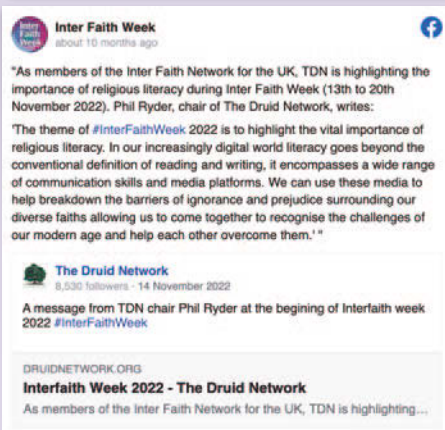 Inter
Faith
Week
Inter Faith Week
about 10 months ago
"As members of the Inter Faith Network for the UK, TDN is highlighting the
importance of religious literacy during Inter Faith Week (13th to 20th
November 2022). Phil Ryder, chair of The Druid Network, writes:
'The theme of #InterFaithWeek 2022 is to highlight the vital importance of
religious literacy. In our increasingly digital world literacy goes beyond the
conventional definition of reading and writing, it encompasses a wide range
of communication skills and media platforms. We can use these media to
help breakdown the barriers of ignorance and prejudice surrounding our
diverse faiths allowing us to come together to recognise the challenges of
our modern age and help each other overcome them.' "
The Druid Network
8,530 followers · 14 November 2022
A message from TDN chair Phil Ryder at the begining of Interfaith week
2022 #InterFaithWeek
DRUIDNETWORK.ORG
Interfaith Week 2022 - The Druid Network
As members of the Inter Faith Network for the UK, TDN is highlighting...